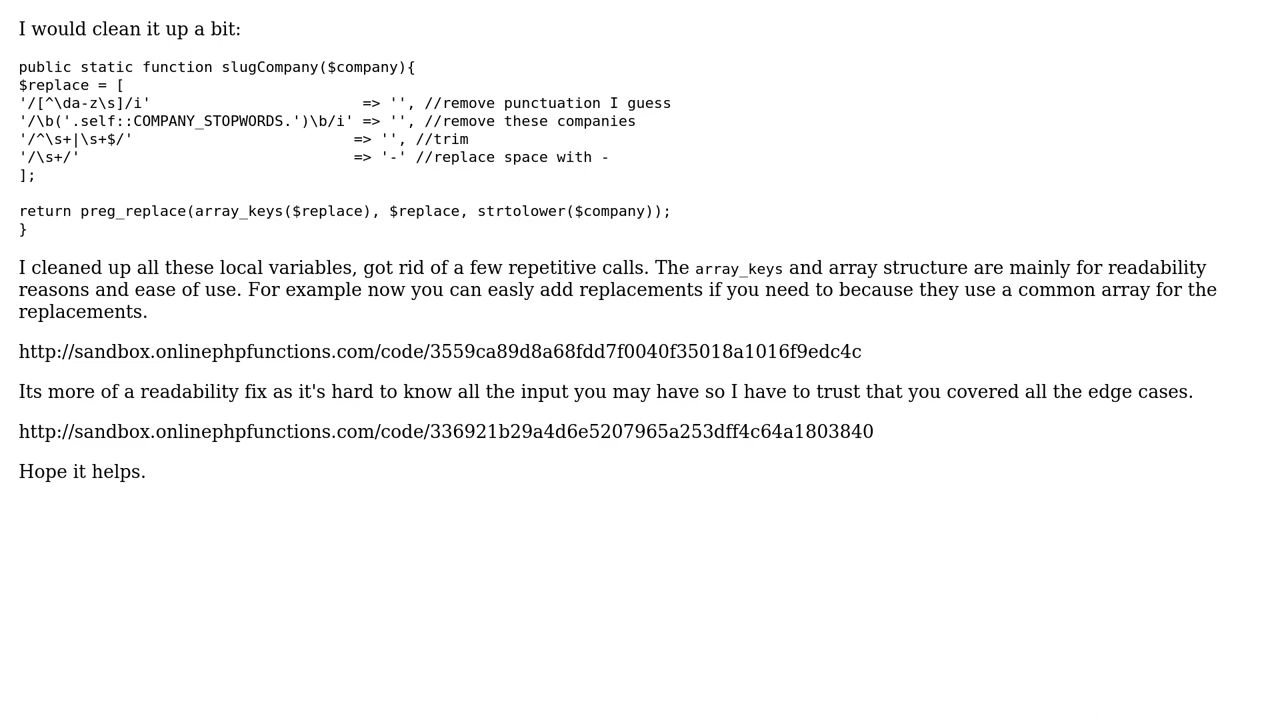 I would clean it up a bit:
public static function slugCompany($company){
$replace = [
'/[^\da-z\s]/i'                        => '', //remove punctuation I guess
'/\b('.self::COMPANY_STOPWORDS.')\b/i' => '', //remove these companies
'/^\s+|\s+$/'                         => '', //trim
'/\s+/'                               => '-' //replace space with -
];
return preg_replace(array_keys($replace), $replace, strtolower($company));
}
I cleaned up all these local variables, got rid of a few repetitive calls. The array_keys and array structure are mainly for readability
reasons and ease of use. For example now you can easly add replacements if you need to because they use a common array for the
replacements.
http://sandbox.onlinephpfunctions.com/code/3559ca89d8a68fdd7f0040f35018a1016f9edc4c
Its more of a readability fix as it's hard to know all the input you may have so I have to trust that you covered all the edge cases.
http://sandbox.onlinephpfunctions.com/code/336921b29a4d6e5207965a253dff4c64a1803840
Hope it helps.